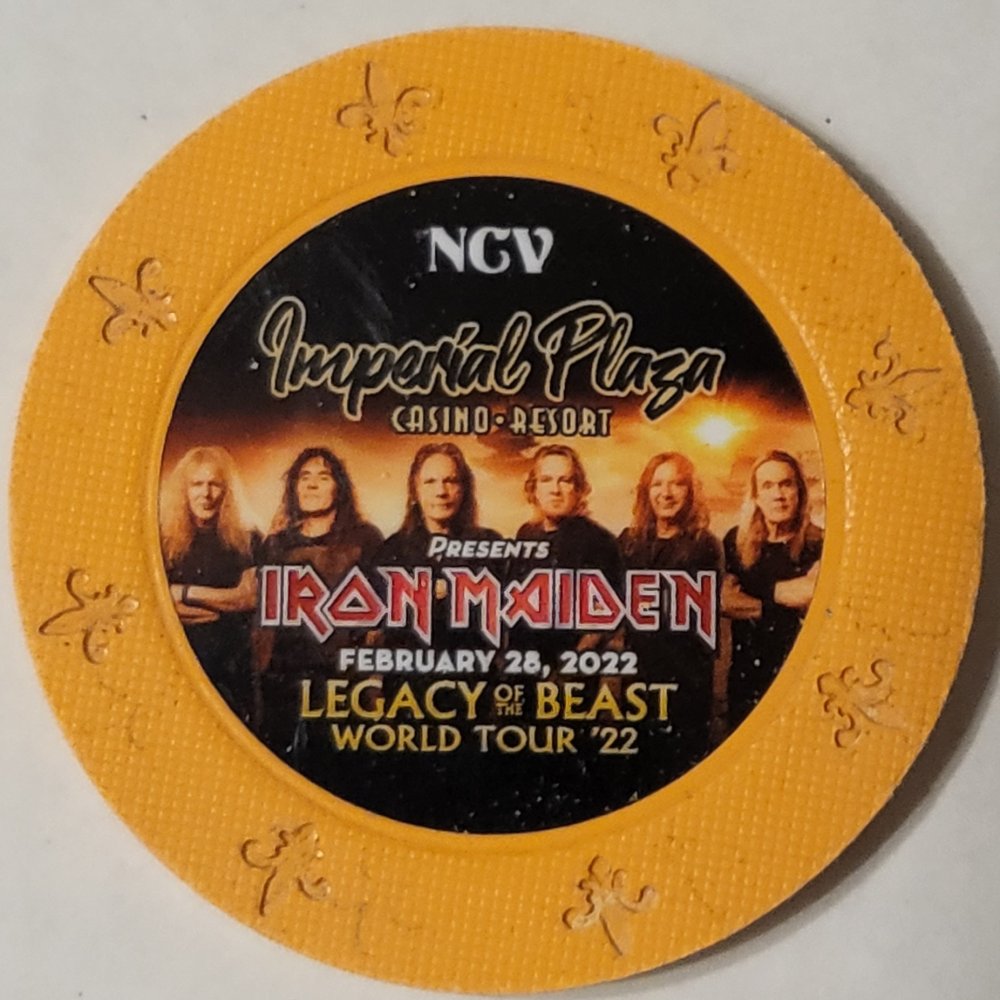 NCV
Imperial Plaza
CASINO • RESORT
PRESENTS
IRON MAIDEN
FEBRUARY 28, 2022
LEGACY OF THE BEAST
WORLD TOUR '22